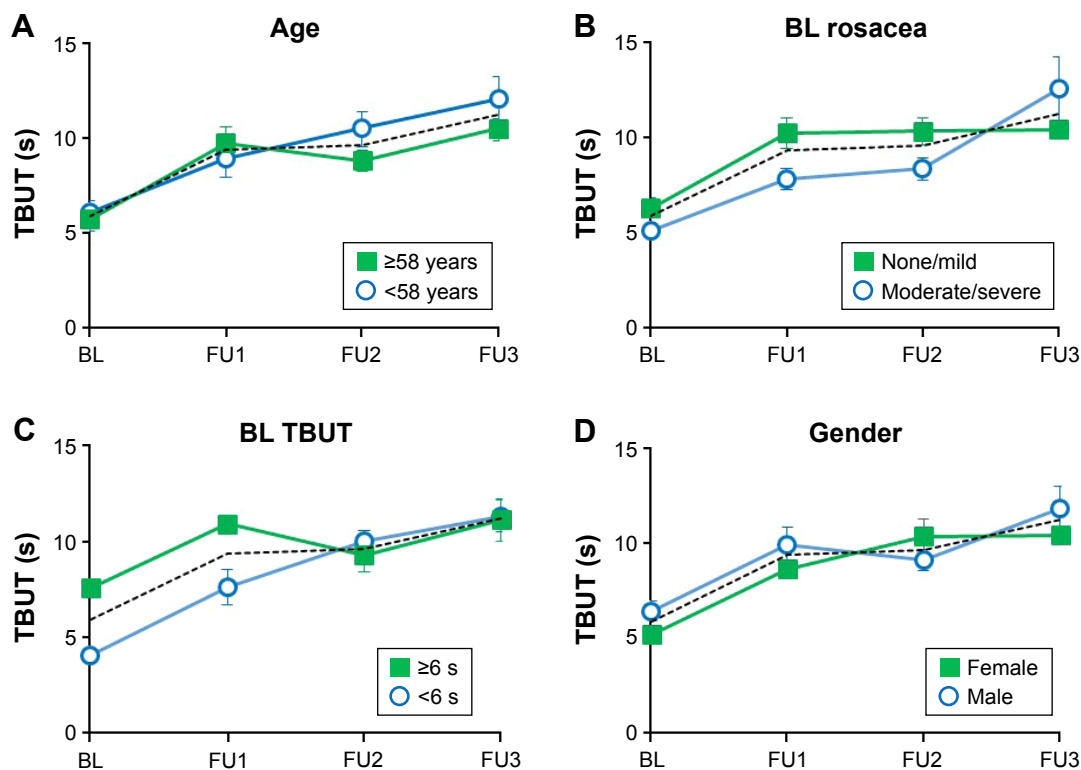 A
Age
15
10
5
0
TBUT (s)
≥58 years
<58 years
BL FU1 FU2 FU3
B
BL rosacea
15
10
5
0
TBUT (s)
None/mild
Moderate/severe
BL FU1 FU2 FU3
C
BL TBUT
15
10
5
0
TBUT (s)
≥6 s
<6 s
BL FU1 FU2 FU3
D
Gender
15
10
5
0
TBUT (s)
Female
Male
BL FU1 FU2 FU3